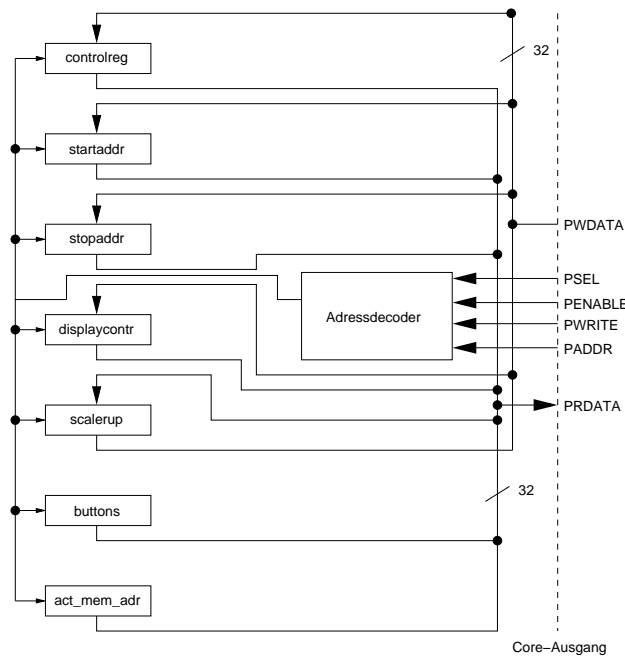 controlreg
32
startaddr
stopaddr
PWDATA
PSEL
PENABLE
Adressdecoder
PWRITE
displaycontr
PADDR
PRDATA
scalerup
32
buttons
act_mem_adr
Core–Ausgang